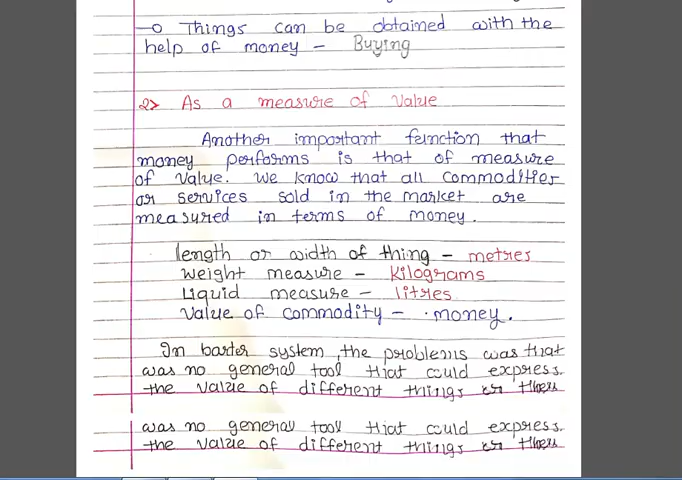 → Things can be obtained with the
help of money - Buying
2> As a measure of Value
Another important function that
money performs is that of measure
of value. We know that all commodities
or services sold in the market are
measured in terms of money.
length or width of thing - metres
Weight measure - Kilograms
Liquid measure - litres
Value of commodity - money.
In barter system, the problems was that
was no general tool that could express.
the value of different things or
was no general tool that could express.
the value of different things or